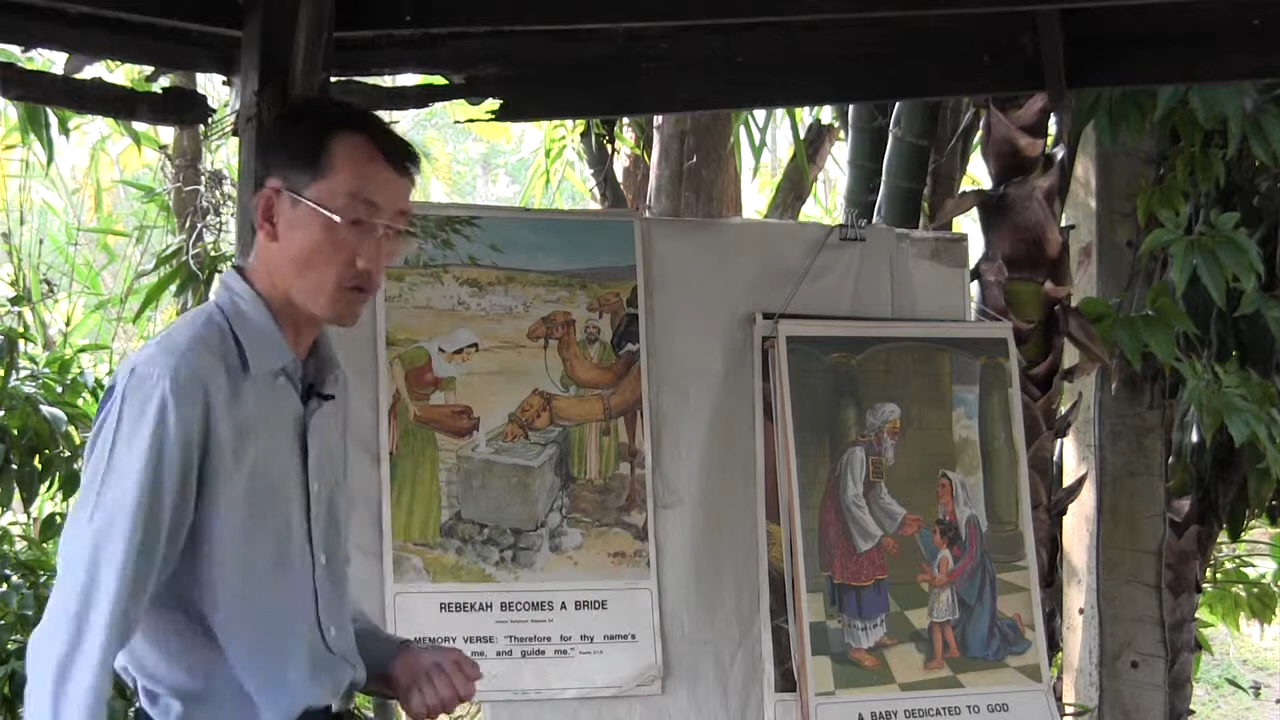 REBEKAH BECOMES A BRIDE
MEMORY VERSE: "Therefore for thy name's
me, and guide me."
A BABY DEDICATED TO GOD